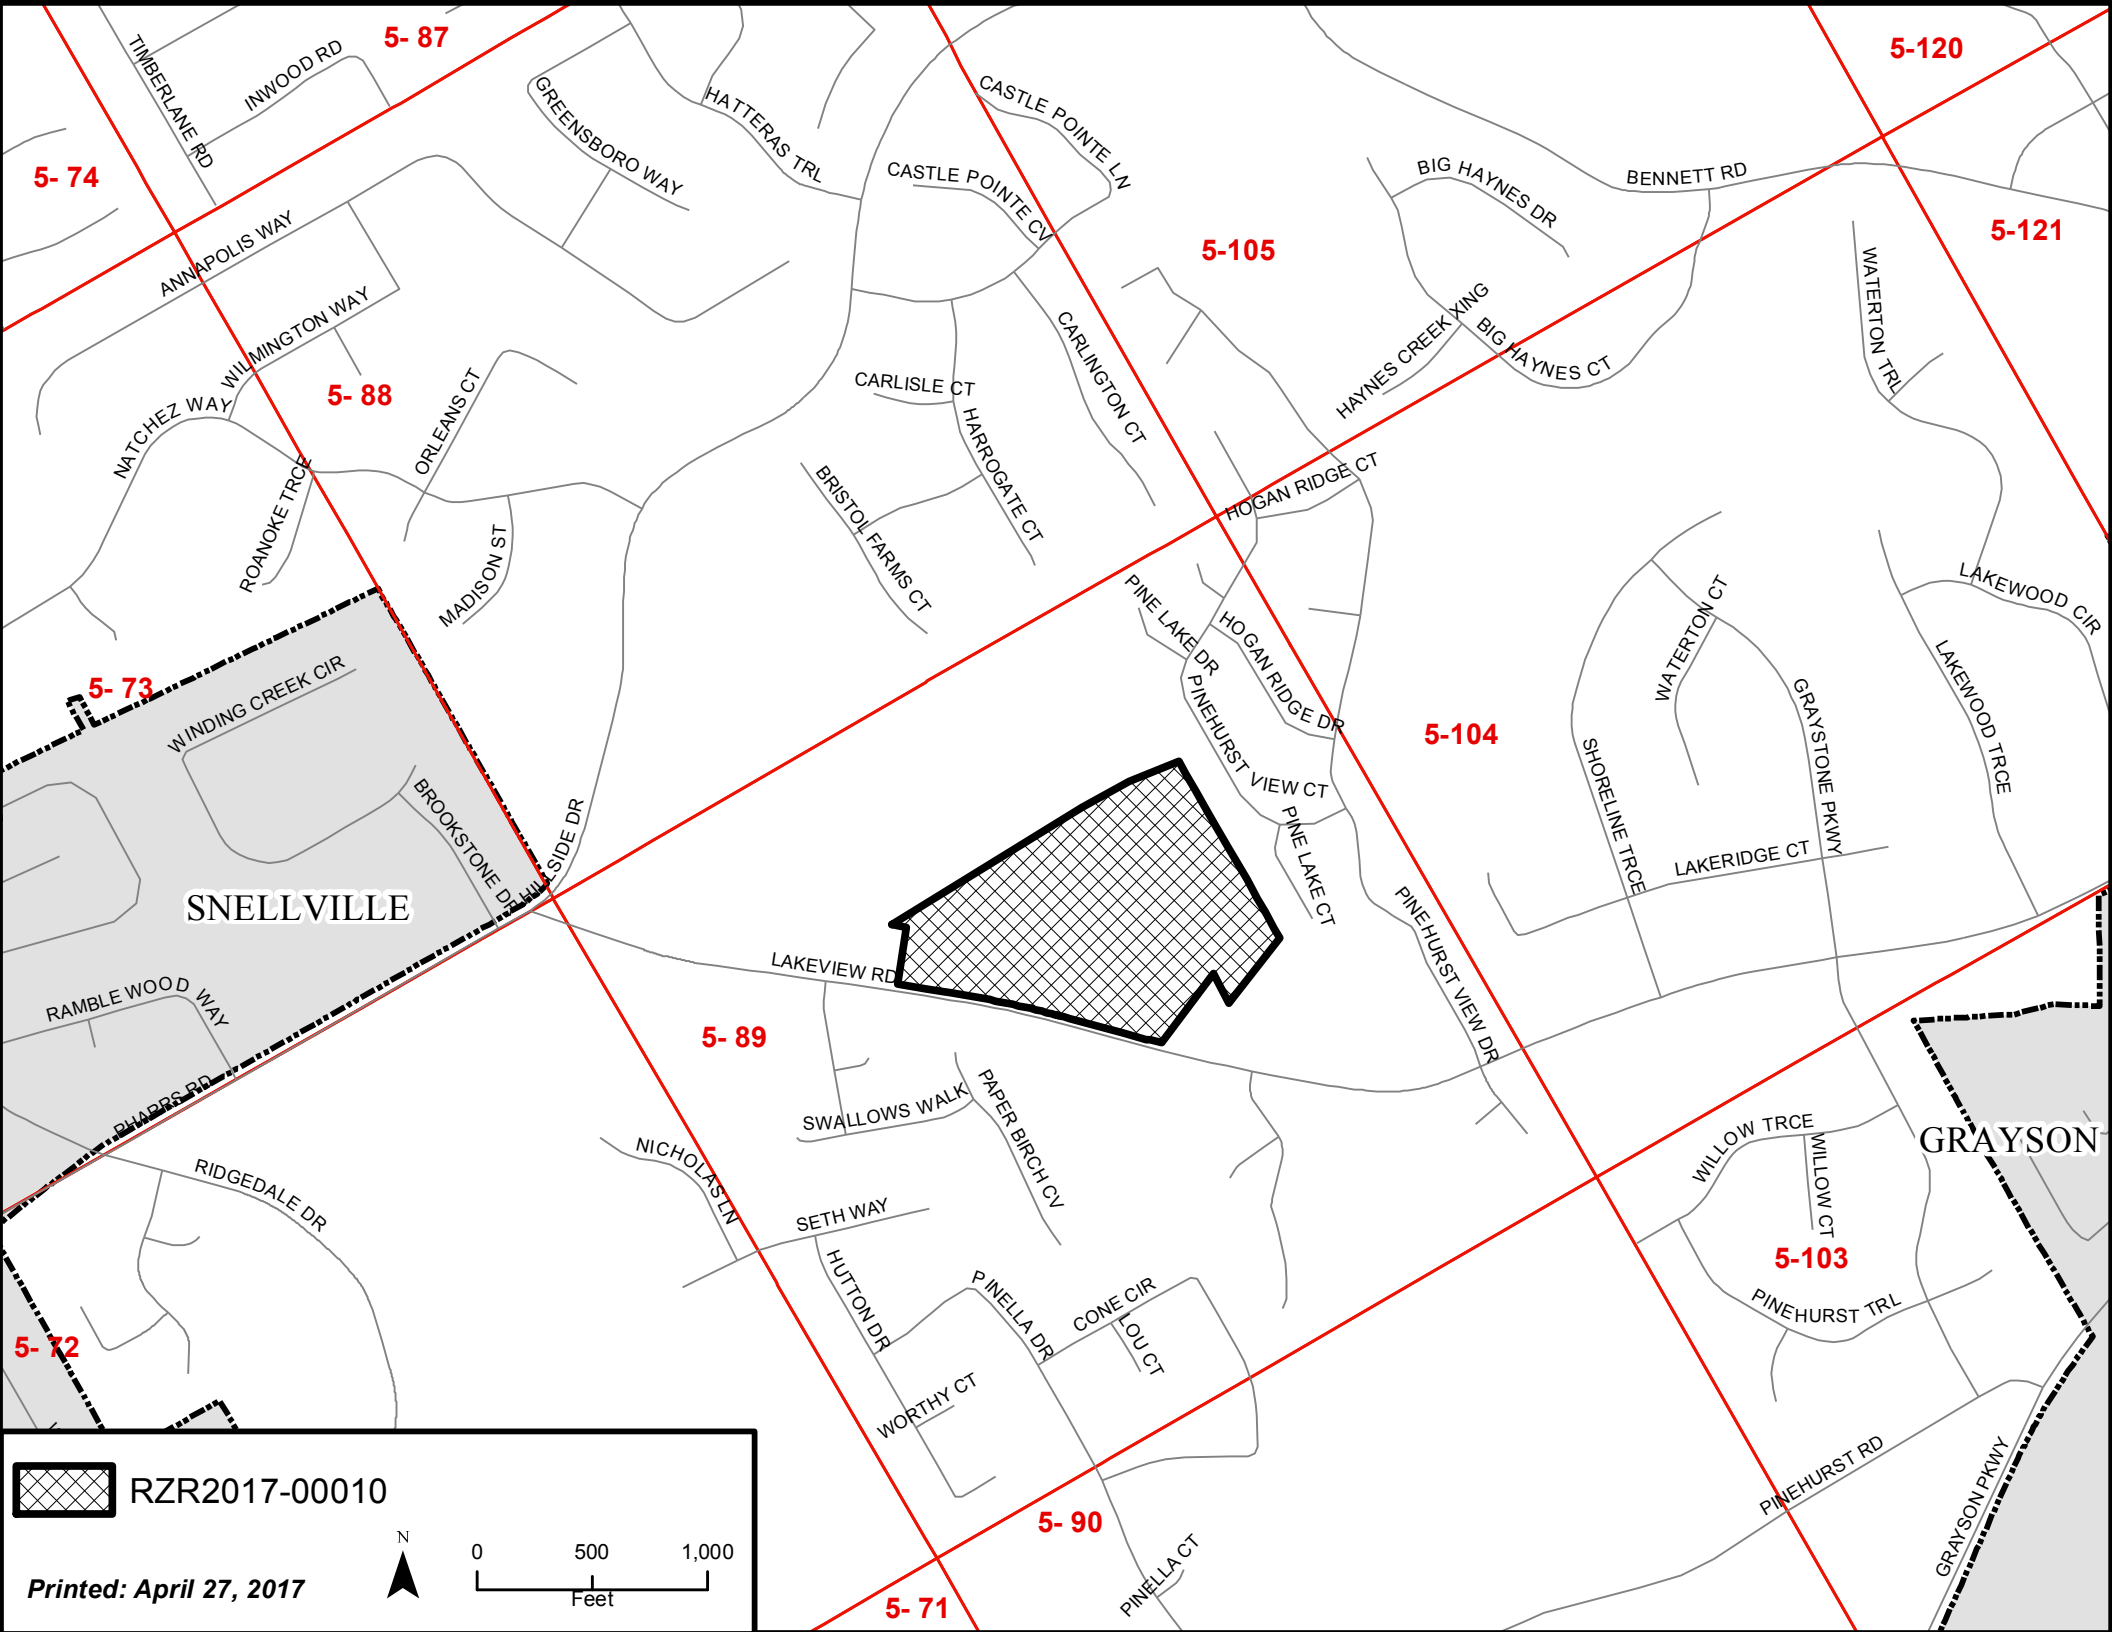 5- 87
5-120
TIMBERLANE RD
INWOOD RD
GREENSBORO WAY
HATTERAS TRL
CASTLE POINTE LN
CASTLE POINTE CV
BIG HAYNES DR
BENNETT RD
5- 74
5-105
5-121
ANNAPOLIS WAY
WILMINGTON WAY
WATERTON TRL
HAYNES CREEK XING
BIG HAYNES CT
CARLINGTON CT
5- 88
CARLISLE CT
NATCHEZ WAY
ORLEANS CT
HARROGATE CT
ROANOKE TRCE
BRISTOL FARMS CT
HOGAN RIDGE CT
MADISON ST
PINE LAKE DR
HOGAN RIDGE DR
WATERTON CT
LAKEWOOD CIR
LAKEWOOD TRCE
5- 73
WINDING CREEK CIR
PINEHURST VIEW CT
5-104
GRAYSTONE PKWY
SHORELINE TRCE
BROOKSTONE DR
HILLSIDE DR
PINE LAKE CT
LAKERIDGE CT
SNELLVILLE
PINEHURST VIEW DR
LAKEVIEW RD
RAMBLE WOOD WAY
5- 89
PHARRS RD
SWALLOWS WALK
PAPER BIRCH CV
WILLOW TRCE
WILLOW CT
GRAYSON
NICHOLAS LN
RIDGEDALE DR
SETH WAY
HUTTON DR
PINELLA DR
CONE CIR
LOU CT
5-103
PINEHURST TRL
5- 72
WORTHY CT
PINEHURST RD
GRAYSON PKWY
5- 90
PINELLA CT
5- 71
RZR2017-00010
N
0 500 1,000
Feet
Printed: April 27, 2017